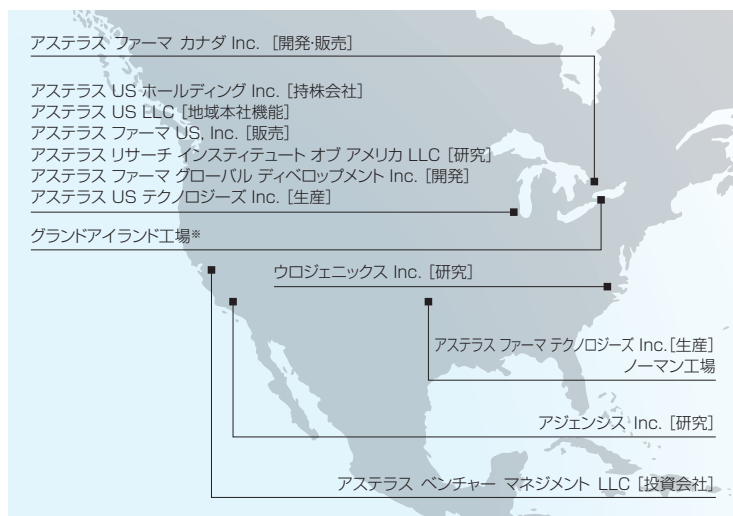 アステラス ファーマ カナダ Inc. [開発・販売]
アステラス US ホールディング Inc. [持株会社]
アステラス US LLC [地域本社機能]
アステラス ファーマ US, Inc. [販売]
アステラス リサーチ インスティテュート オブ アメリカ LLC [研究]
アステラス ファーマ グローバル ディベロップメント Inc. [開発]
アステラス US テクノロジーズ Inc. [生産]
グランドアイランド工場※
ウロジェニックス Inc. [研究]
アステラス ファーマ テクノロジーズ Inc. [生産]
ノーマン工場
アジェンシス Inc. [研究]
アステラス ベンチャー マネジメント LLC [投資会社]